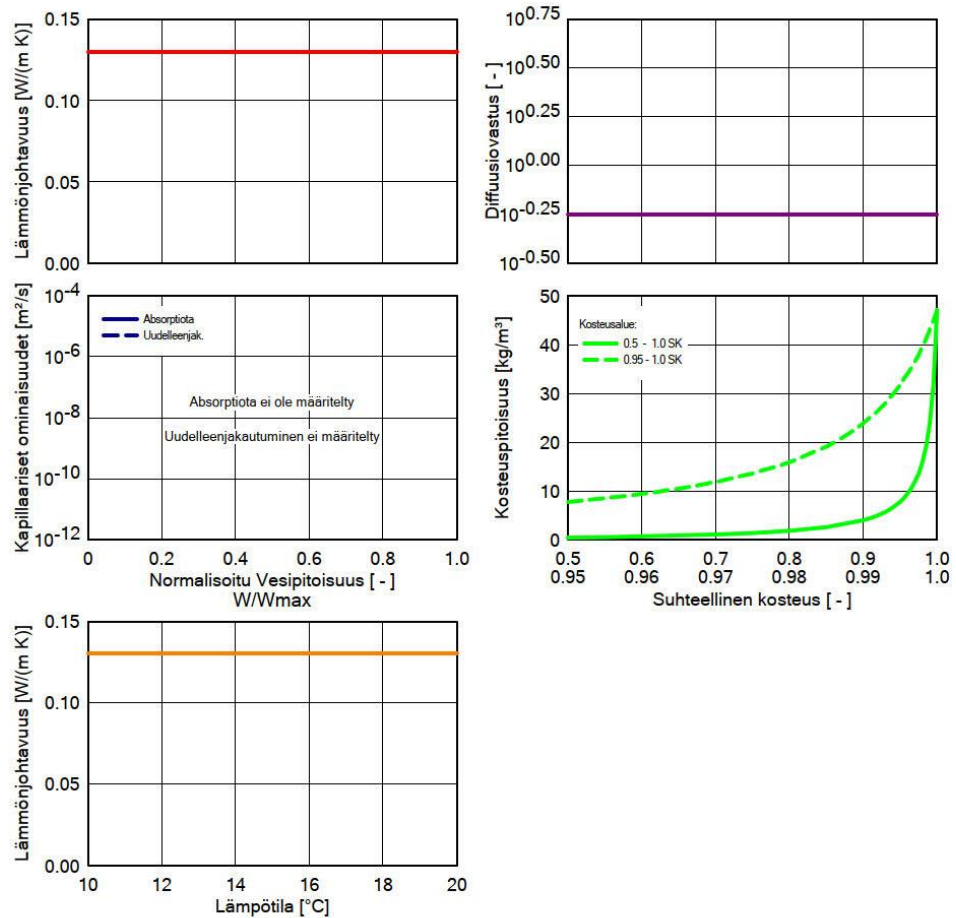 Lämmönjohtavuus [W/(m K)]
0.15
0.10
0.05
0.00
Diffuusiovastus [ - ]
10^0.75
10^0.50
10^0.25
10^0.00
10^-0.25
10^-0.50
Kapillaariset ominaisuudet [m²/s]
10^-4
10^-6
10^-8
10^-10
10^-12
Absorptiota
Uudelleenjak.
Absorptiota ei ole määritelty
Uudelleenjakautuminen ei määritelty
0 0.2 0.4 0.6 0.8 1.0
Normalisoitu Vesipitoisuus [ - ]
W/Wmax
Kosteuspitoisuus [kg/m³]
50
40
30
20
10
0
Kosteusalue:
0.5 - 1.0 SK
0.95 - 1.0 SK
0.5 0.6 0.7 0.8 0.9 1.0
0.95 0.96 0.97 0.98 0.99 1.0
Suhteellinen kosteus [ - ]
Lämmönjohtavuus [W/(m K)]
0.15
0.10
0.05
0.00
10 12 14 16 18 20
Lämpötila [°C]